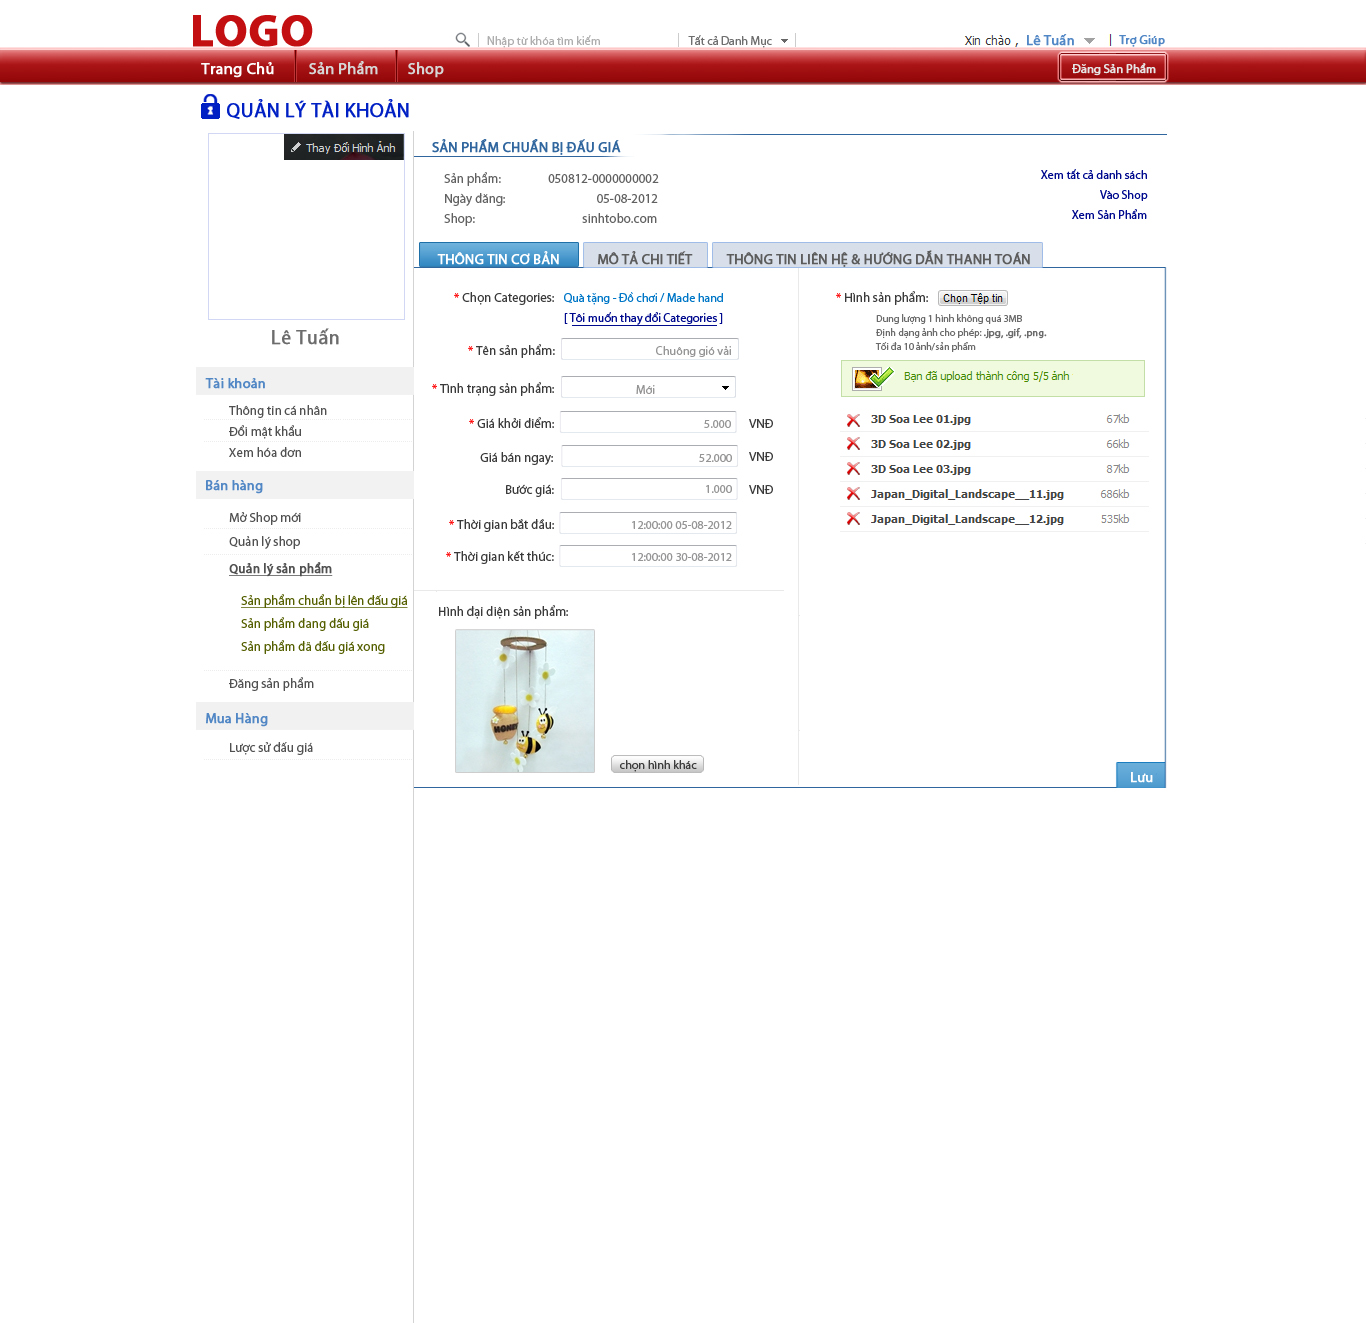 LOGO
Nhập từ khóa tìm kiếm
Tất cả Danh Mục
Xin chào , Lê Tuấn | Trợ Giúp
Trang Chủ Sản Phẩm Shop
Đăng Sản Phẩm
QUẢN LÝ TÀI KHOẢN
Thay Đổi Hình Ảnh
Lê Tuấn
Tài khoản
Thông tin cá nhân
Đổi mật khẩu
Xem hóa đơn
Bán hàng
Mở Shop mới
Quản lý shop
Quản lý sản phẩm
Sản phẩm chuẩn bị lên đấu giá
Sản phẩm đang đấu giá
Sản phẩm đã đấu giá xong
Đăng sản phẩm
Mua Hàng
Lược sử đấu giá
SẢN PHẨM CHUẨN BỊ ĐẤU GIÁ
Sản phẩm: 050812-0000000002
Ngày đăng: 05-08-2012
Shop: sinhtobo.com
Xem tất cả danh sách
Vào Shop
Xem Sản Phẩm
THÔNG TIN CƠ BẢN
MÔ TẢ CHI TIẾT
THÔNG TIN LIÊN HỆ & HƯỚNG DẪN THANH TOÁN
* Chọn Categories: Quà tặng - Đồ chơi / Made hand
[ Tôi muốn thay đổi Categories ]
* Tên sản phẩm: Chuông gió vải
* Tình trạng sản phẩm: Mới
* Giá khởi điểm: 5.000 VNĐ
Giá bán ngay: 52.000 VNĐ
Bước giá: 1.000 VNĐ
* Thời gian bắt đầu: 12:00:00 05-08-2012
* Thời gian kết thúc: 12:00:00 30-08-2012
Hình đại diện sản phẩm:
HONEY
chọn hình khác
* Hình sản phẩm: Chọn Tệp tin
Dung lượng 1 hình không quá 3MB
Định dạng ảnh cho phép: .jpg, .gif, .png.
Tối đa 10 ảnh/sản phẩm
Bạn đã upload thành công 5/5 ảnh
3D Soa Lee 01.jpg 67kb
3D Soa Lee 02.jpg 66kb
3D Soa Lee 03.jpg 87kb
Japan_Digital_Landscape__11.jpg 686kb
Japan_Digital_Landscape__12.jpg 535kb
Lưu